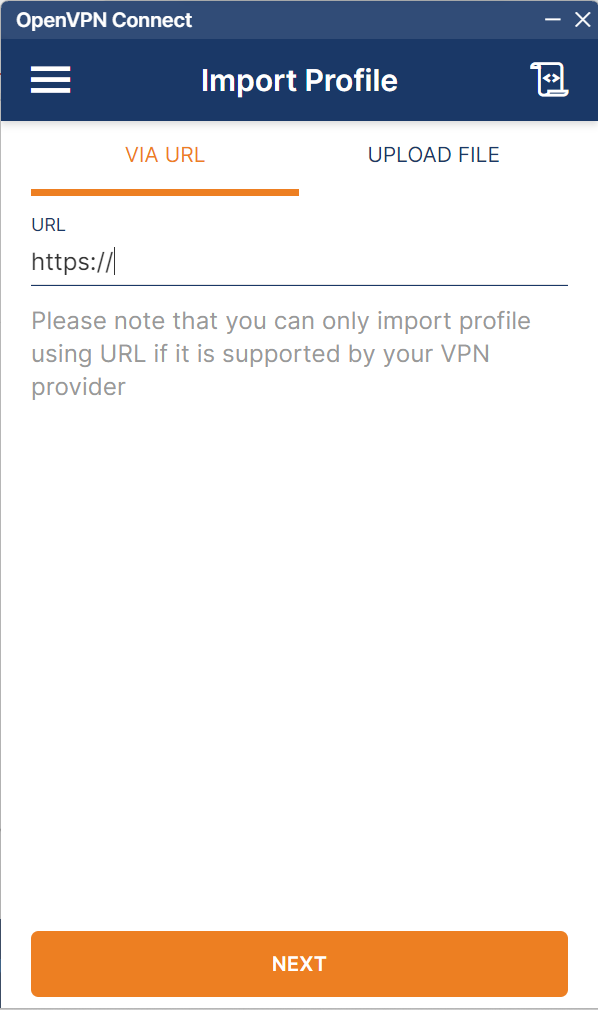 OpenVPN Connect
Import Profile
VIA URL
UPLOAD FILE
URL
https://
Please note that you can only import profile
using URL if it is supported by your VPN
provider
NEXT